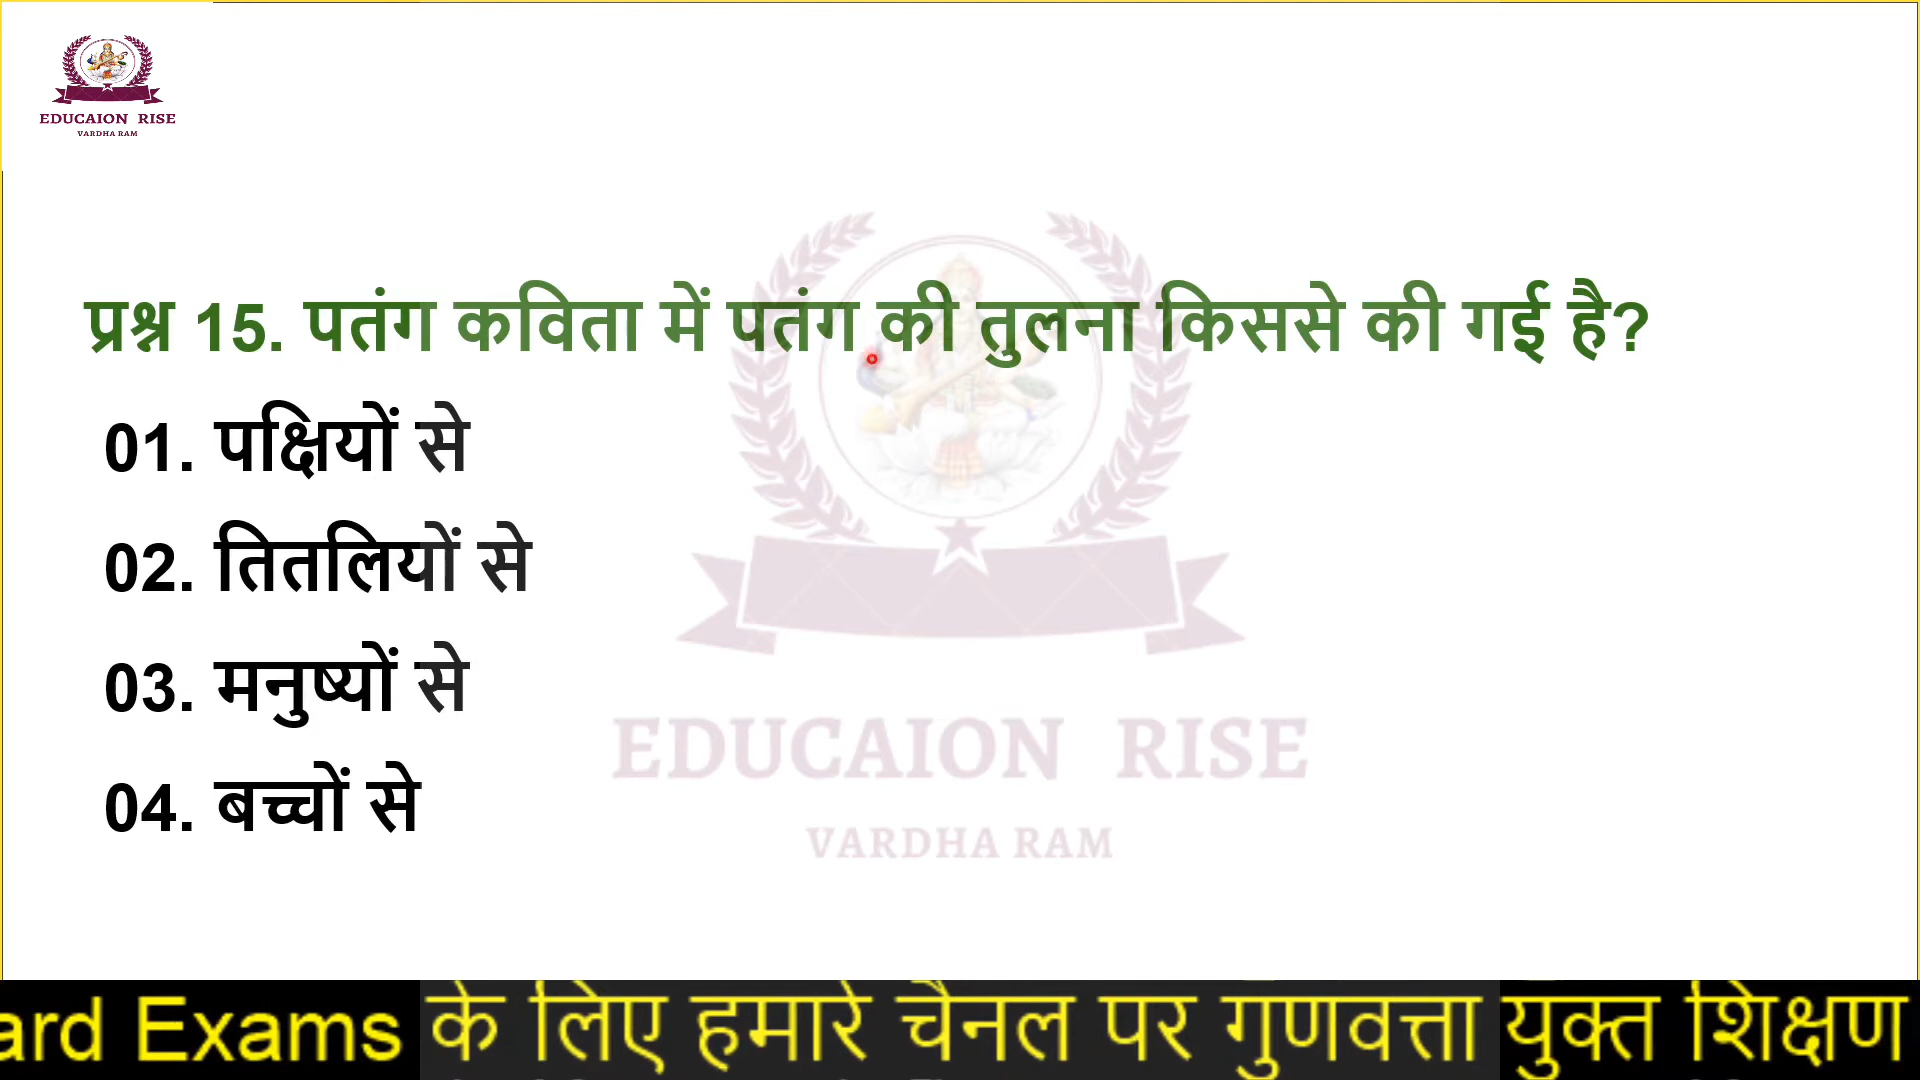 EDUCAION RISE
VARDHA RAM
प्रश्न 15. पतंग कविता में पतंग की तुलना किससे की गई है?
01. पक्षियों से
02. तितलियों से
03. मनुष्यों से
04. बच्चों से
EDUCAION RISE
VARDHA RAM
ard Exams के लिए हमारे चैनल पर गुणवत्ता युक्त शिक्षण